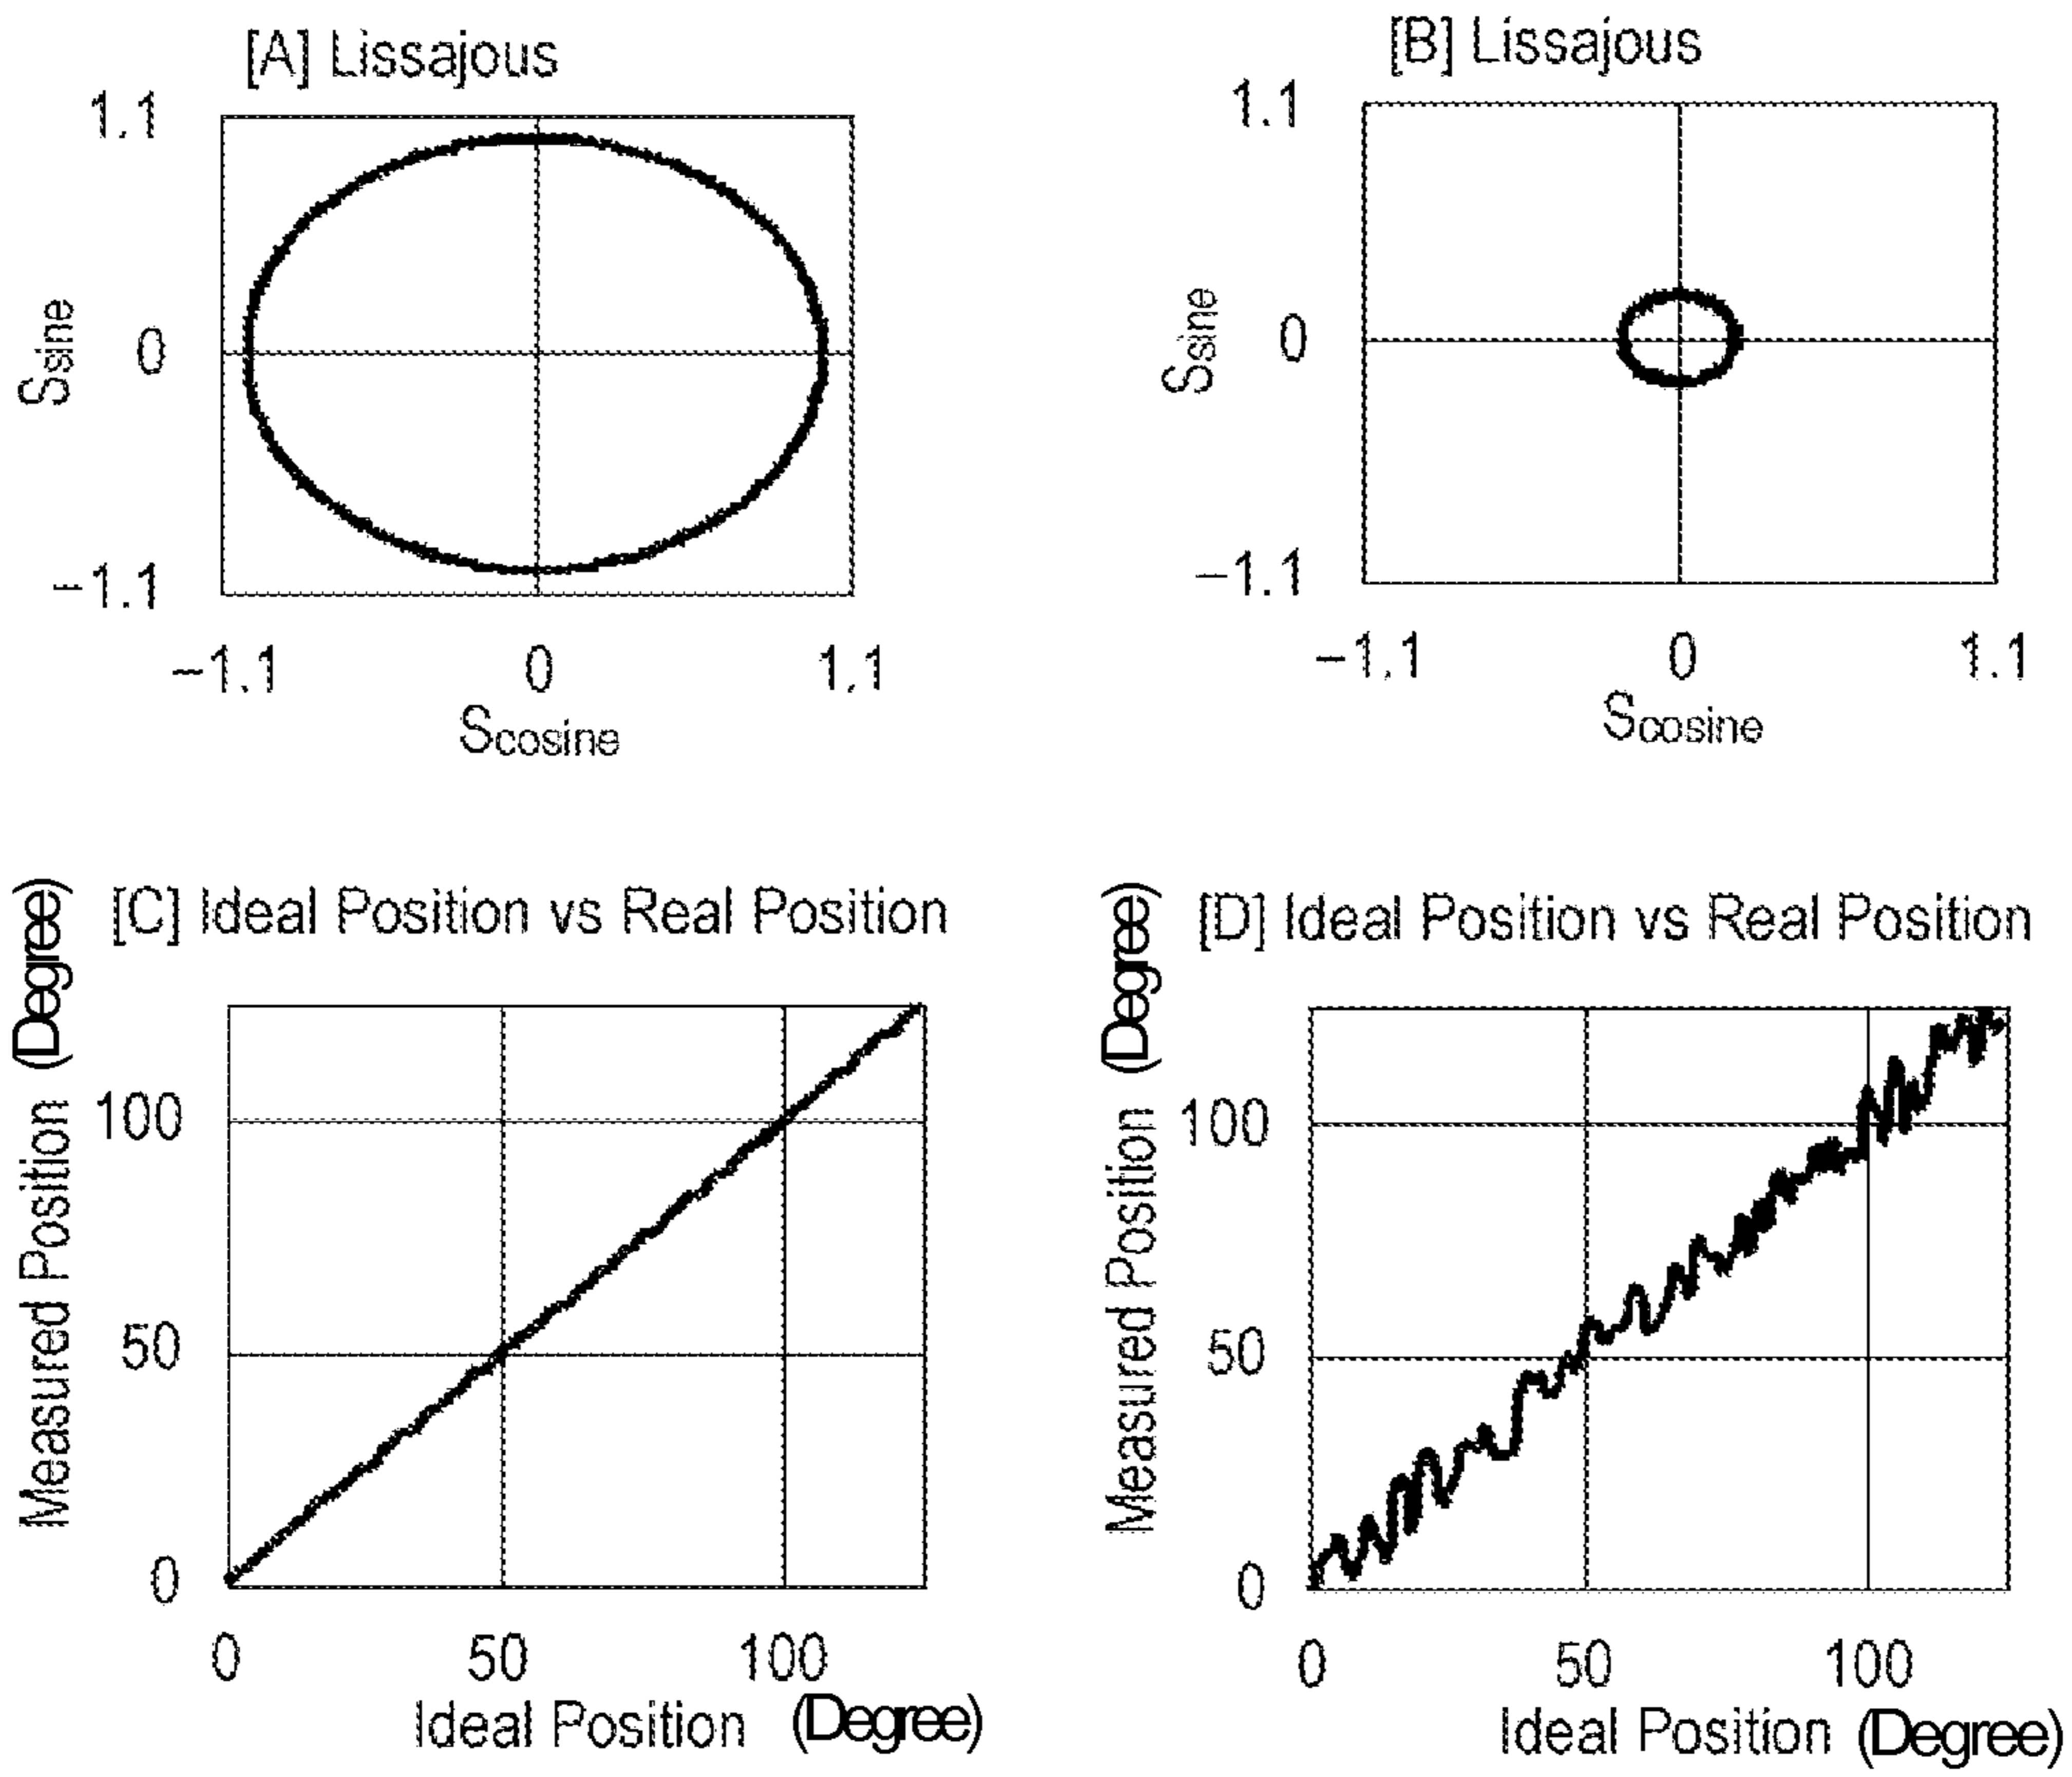 [A] Lissajous
1.1
Ssine
0
-1.1
-1.1 0 1.1
Scosine
[B] Lissajous
1.1
Ssine
0
-1.1
-1.1 0 1.1
Scosine
[C] Ideal Position vs Real Position
Measured Position (Degree)
100
50
0
0 50 100
Ideal Position (Degree)
[D] Ideal Position vs Real Position
Measured Position (Degree)
100
50
0
0 50 100
Ideal Position (Degree)